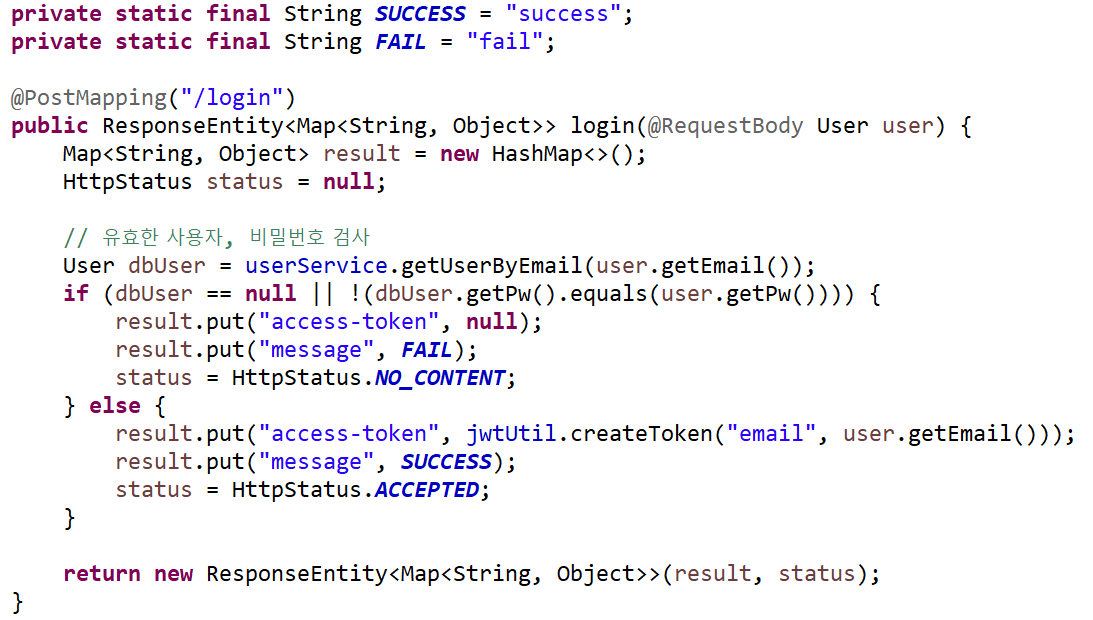 private static final String SUCCESS = "success";
private static final String FAIL = "fail";
@PostMapping("/login")
public ResponseEntity<Map<String, Object>> login(@RequestBody User user) {
    Map<String, Object> result = new HashMap<>();
    HttpStatus status = null;
    // 유효한 사용자, 비밀번호 검사
    User dbUser = userService.getUserByEmail(user.getEmail());
    if (dbUser == null || !(dbUser.getPw().equals(user.getPw()))) {
        result.put("access-token", null);
        result.put("message", FAIL);
        status = HttpStatus.NO_CONTENT;
    } else {
        result.put("access-token", jwtUtil.createToken("email", user.getEmail()));
        result.put("message", SUCCESS);
        status = HttpStatus.ACCEPTED;
    }
    return new ResponseEntity<Map<String, Object>>(result, status);
}